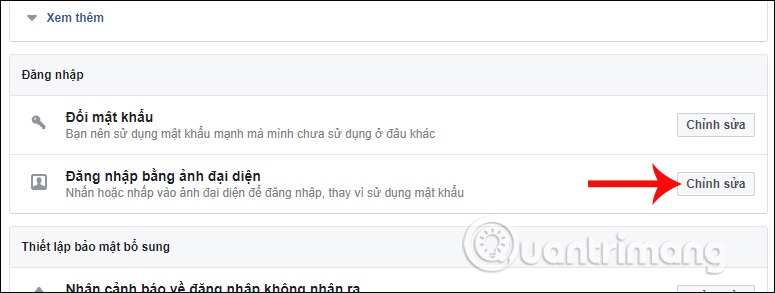 Xem thêm
Đăng nhập
Đổi mật khẩu
Bạn nên sử dụng mật khẩu mạnh mà mình chưa sử dụng ở đâu khác
Chỉnh sửa
Đăng nhập bằng ảnh đại diện
Nhấn hoặc nhấp vào ảnh đại diện để đăng nhập, thay vì sử dụng mật khẩu
Chỉnh sửa
Thiết lập bảo mật bổ sung
Quantrimang
Nhận cảnh báo về đăng nhập không nhận ra
Chỉnh sửa